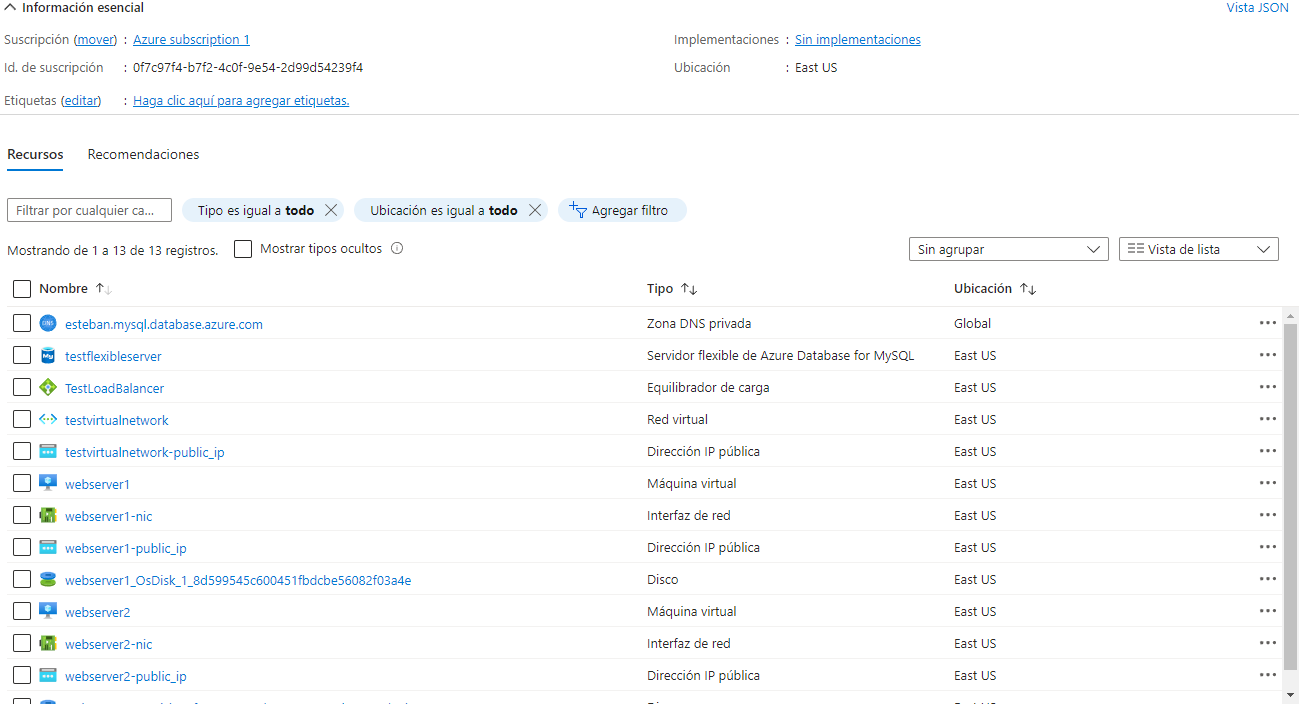 Información esencial
Vista JSON
Suscripción (mover) : Azure subscription 1
Implementaciones : Sin implementaciones
Id. de suscripción : 0f7c97f4-b7f2-4c0f-9e54-2d99d54239f4
Ubicación : East US
Etiquetas (editar) : Haga clic aquí para agregar etiquetas.
Recursos Recomendaciones
Filtrar por cualquier ca... Tipo es igual a todo Ubicación es igual a todo Agregar filtro
Mostrando de 1 a 13 de 13 registros. Mostrar tipos ocultos Sin agrupar Vista de lista
Nombre Tipo Ubicación
esteban.mysql.database.azure.com Zona DNS privada Global
testflexibleserver Servidor flexible de Azure Database for MySQL East US
TestLoadBalancer Equilibrador de carga East US
testvirtualnetwork Red virtual East US
testvirtualnetwork-public_ip Dirección IP pública East US
webserver1 Máquina virtual East US
webserver1-nic Interfaz de red East US
webserver1-public_ip Dirección IP pública East US
webserver1_OsDisk_1_8d599545c600451fbdcbe56082f03a4e Disco East US
webserver2 Máquina virtual East US
webserver2-nic Interfaz de red East US
webserver2-public_ip Dirección IP pública East US